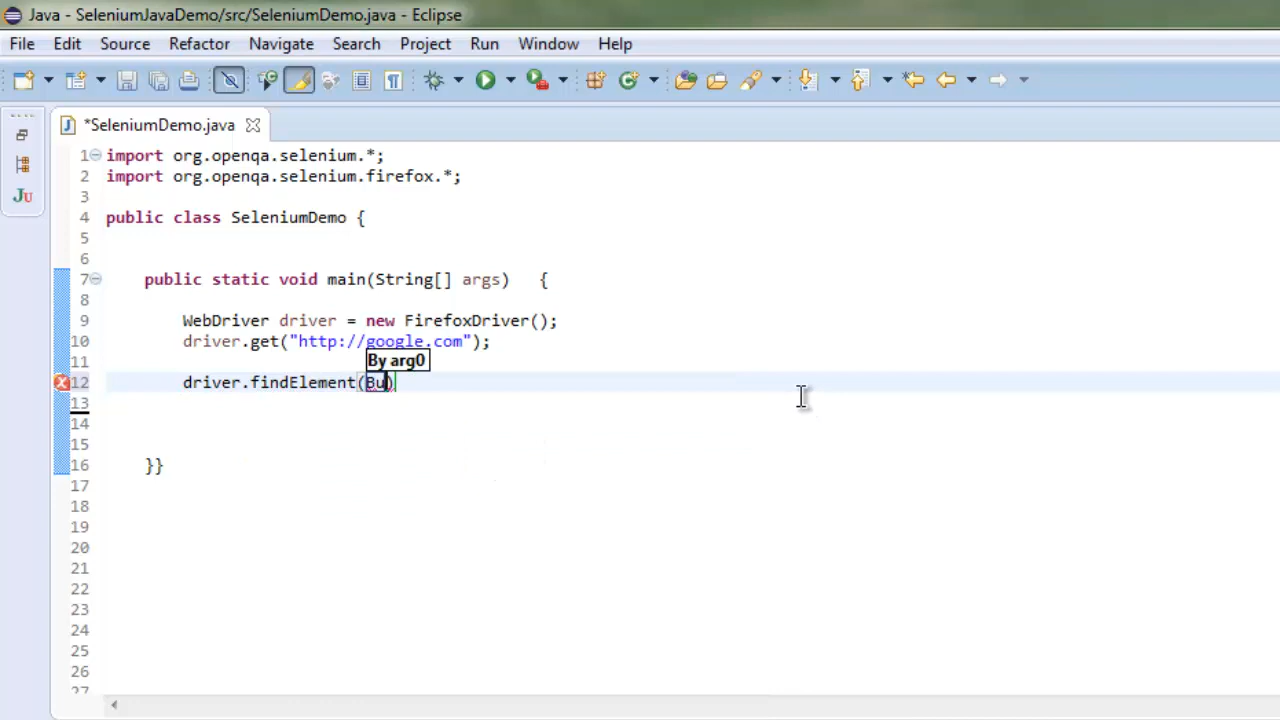 Java - SeleniumJavaDemo/src/SeleniumDemo.java - Eclipse
File Edit Source Refactor Navigate Search Project Run Window Help
*SeleniumDemo.java
1 import org.openqa.selenium.*;
2 import org.openqa.selenium.firefox.*;
3
4 public class SeleniumDemo {
5
6
7 public static void main(String[] args) {
8
9 WebDriver driver = new FirefoxDriver();
10 driver.get("http://google.com");
11 By arg0
12 driver.findElement(Bu)
13
14
15
16 }}
17
18
19
20
21
22
23
24
25
26
27
Ju